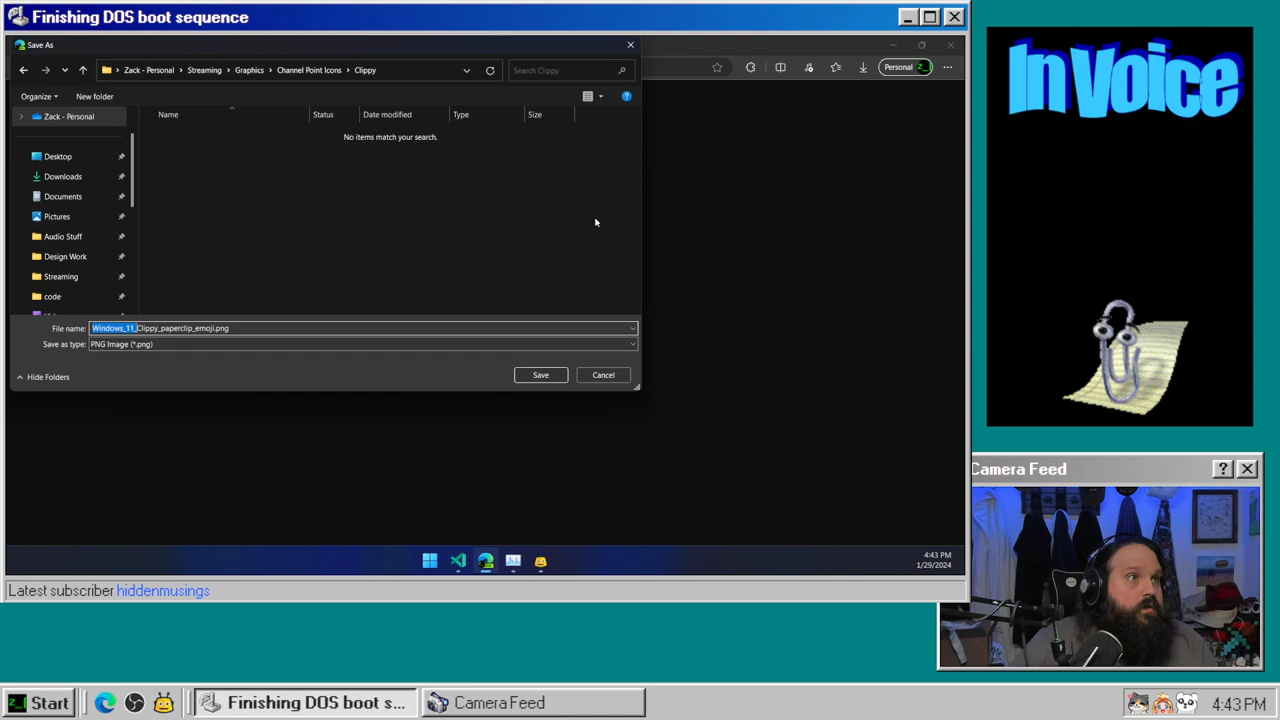 Finishing DOS boot sequence
InVoice
Save As
Zack - Personal > Streaming > Graphics > Channel Point Icons > Clippy
Search Clippy
Personal
Organize
New folder
Zack - Personal
Name Status Date modified Type Size
No items match your search.
Desktop
Downloads
Documents
Pictures
Audio Stuff
Design Work
Streaming
code
File name: Windows_11_Clippy_paperclip_emoji.png
Save as type: PNG Image (*.png)
Hide Folders
Save
Cancel
4:43 PM
1/29/2024
Latest subscriber hiddenmusings
Camera Feed
Start
Finishing DOS boot s...
Camera Feed
4:43 PM